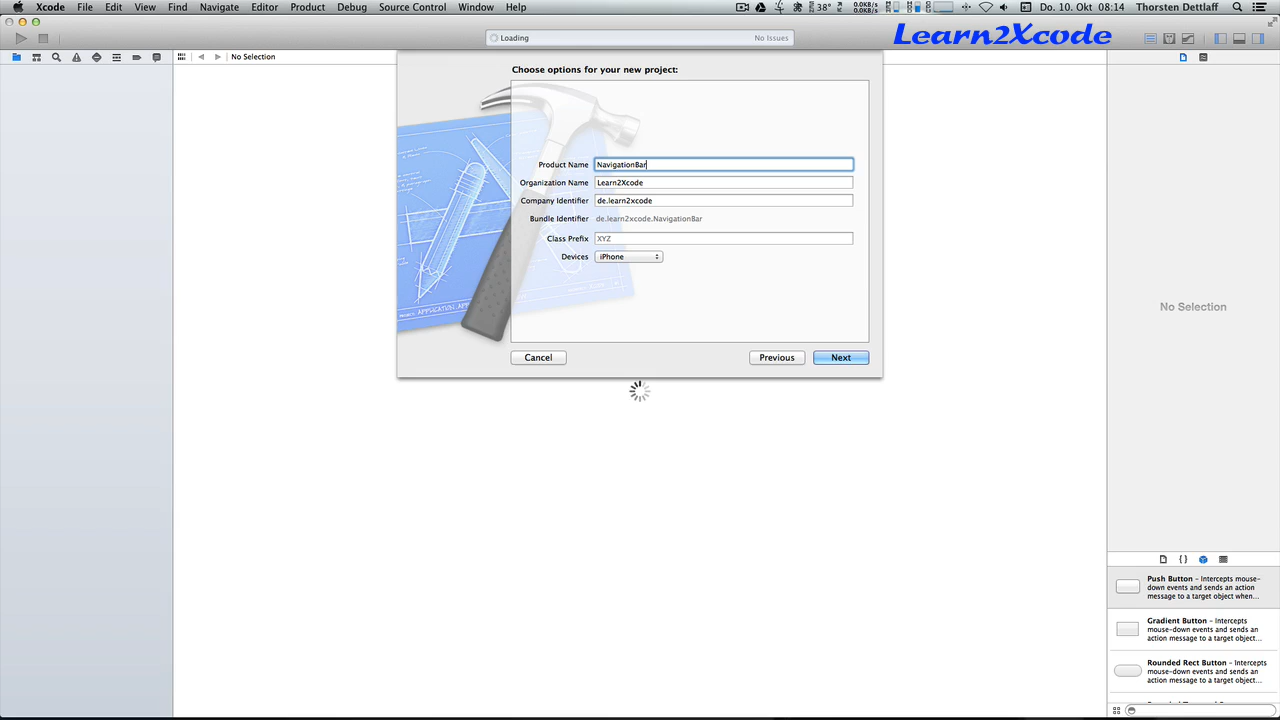 Xcode File Edit View Find Navigate Editor Product Debug Source Control Window Help 38° 0.0KB/s 0.0KB/s Do. 10. Okt 08:14 Thorsten Dettlaff
Loading No Issues
Learn2Xcode
No Selection
Choose options for your new project:
Product Name NavigationBar
Organization Name Learn2Xcode
Company Identifier de.learn2xcode
Bundle Identifier de.learn2xcode.NavigationBar
Class Prefix XYZ
Devices iPhone
Cancel Previous Next
No Selection
Push Button - Intercepts mouse-
down events and sends an action
message to a target object when...
Gradient Button - Intercepts
mouse-down events and sends an
action message to a target object...
Rounded Rect Button - Intercepts
mouse-down events and sends an
action message to a target object...